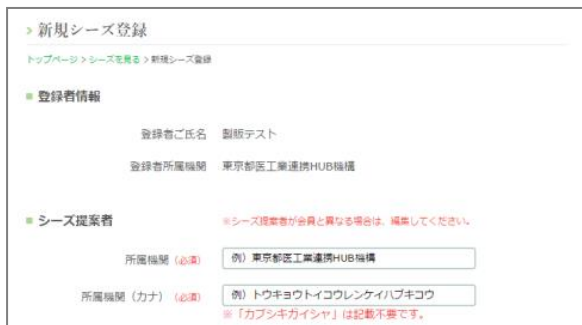 > 新規シーズ登録
トップページ > シーズを見る > 新規シーズ登録
登録者情報
登録者ご氏名 製販テスト
登録者所属機関 東京都医工業連携HUB機構
シーズ提案者 ※シーズ提案者が会員と異なる場合は、編集してください。
所属機関 (必須) 例）東京都医工業連携HUB機構
所属機関（カナ） (必須) 例）トウキョウトイコウレンケイハブキコウ
※「カブシキガイシャ」は記載不要です。